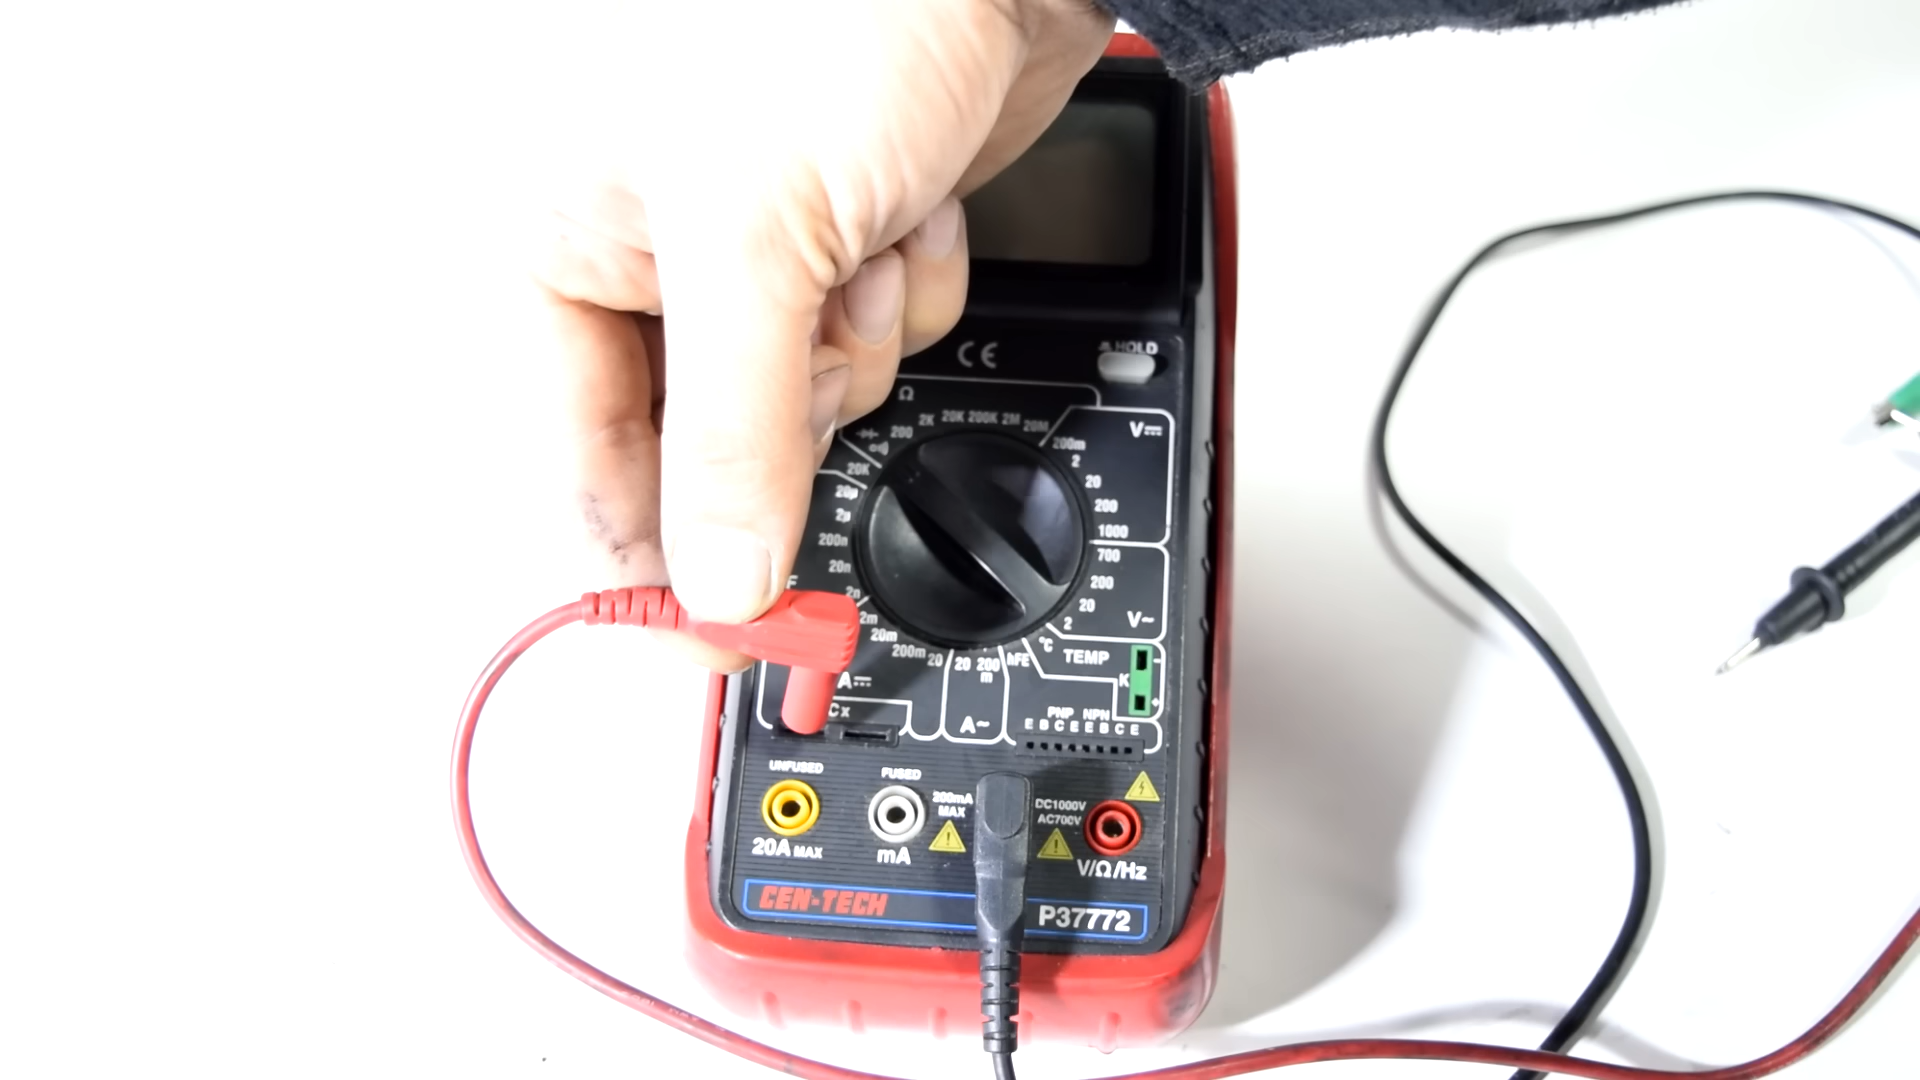 CE
HOLD
Ω
2K 20K 200K 2M 20M
200
20K
20µ
2µ
200n
20n
2n
F
2m
20m
200m
20
A
V
200m
2
20
200
1000
700
200
20
2
V~
20 200
m
A~
hFE
°C
TEMP
K
-
+
Cx
PNP NPN
E B C E E B C E
UNFUSED
FUSED
20A MAX
mA
200mA
MAX
DC1000V
AC700V
V/Ω/Hz
CEN-TECH
P37772